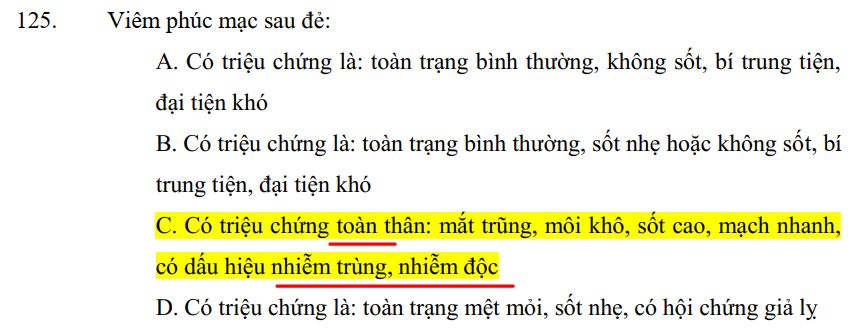 125. Viêm phúc mạc sau đẻ:
A. Có triệu chứng là: toàn trạng bình thường, không sốt, bí trung tiện,
đại tiện khó
B. Có triệu chứng là: toàn trạng bình thường, sốt nhẹ hoặc không sốt, bí
trung tiện, đại tiện khó
C. Có triệu chứng toàn thân: mắt trũng, môi khô, sốt cao, mạch nhanh,
có dấu hiệu nhiễm trùng, nhiễm độc
D. Có triệu chứng là: toàn trạng mệt mỏi, sốt nhẹ, có hội chứng giả lỵ